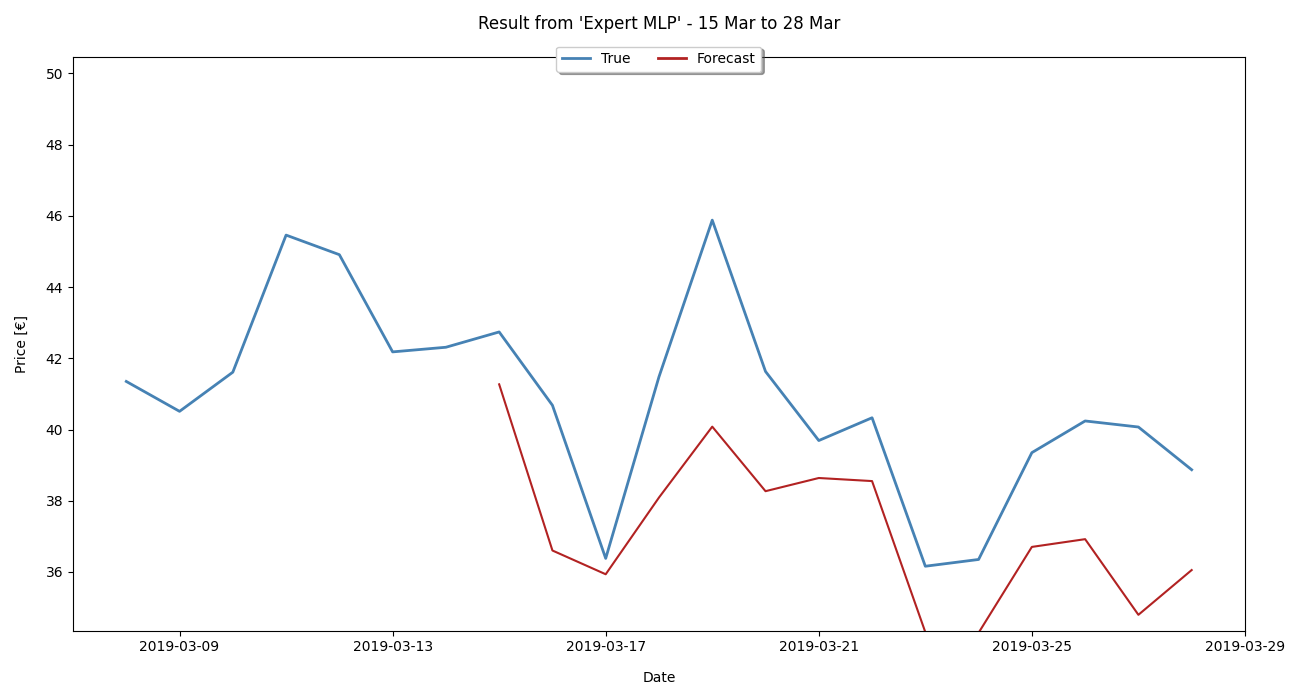 Result from 'Expert MLP' - 15 Mar to 28 Mar
True Forecast
50
48
46
44
42
40
38
36
Price [€]
2019-03-09 2019-03-13 2019-03-17 2019-03-21 2019-03-25 2019-03-29
Date